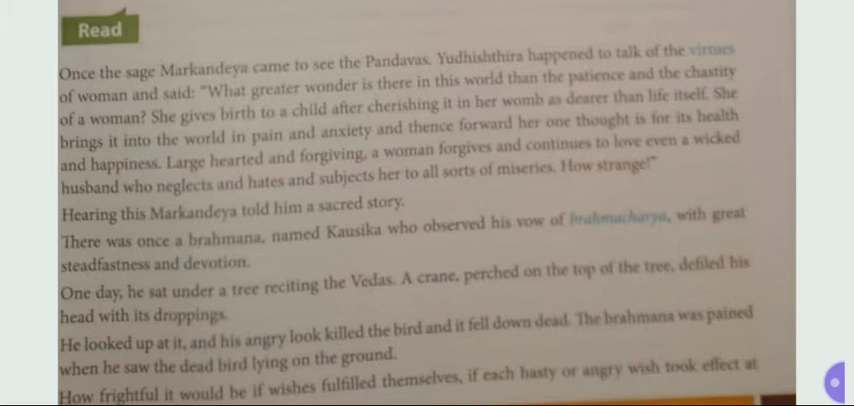 Read
Once the sage Markandeya came to see the Pandavas. Yudhishthira happened to talk of the virtues
of woman and said: "What greater wonder is there in this world than the patience and the chastity
of a woman? She gives birth to a child after cherishing it in her womb as dearer than life itself. She
brings it into the world in pain and anxiety and thence forward her one thought is for its health
and happiness. Large hearted and forgiving, a woman forgives and continues to love even a wicked
husband who neglects and hates and subjects her to all sorts of miseries. How strange!"
Hearing this Markandeya told him a sacred story.
There was once a brahmana, named Kausika who observed his vow of brahmacharya, with great
steadfastness and devotion.
One day, he sat under a tree reciting the Vedas. A crane, perched on the top of the tree, defiled his
head with its droppings.
He looked up at it, and his angry look killed the bird and it fell down dead. The brahmana was pained
when he saw the dead bird lying on the ground.
How frightful it would be if wishes fulfilled themselves, if each hasty or angry wish took effect at